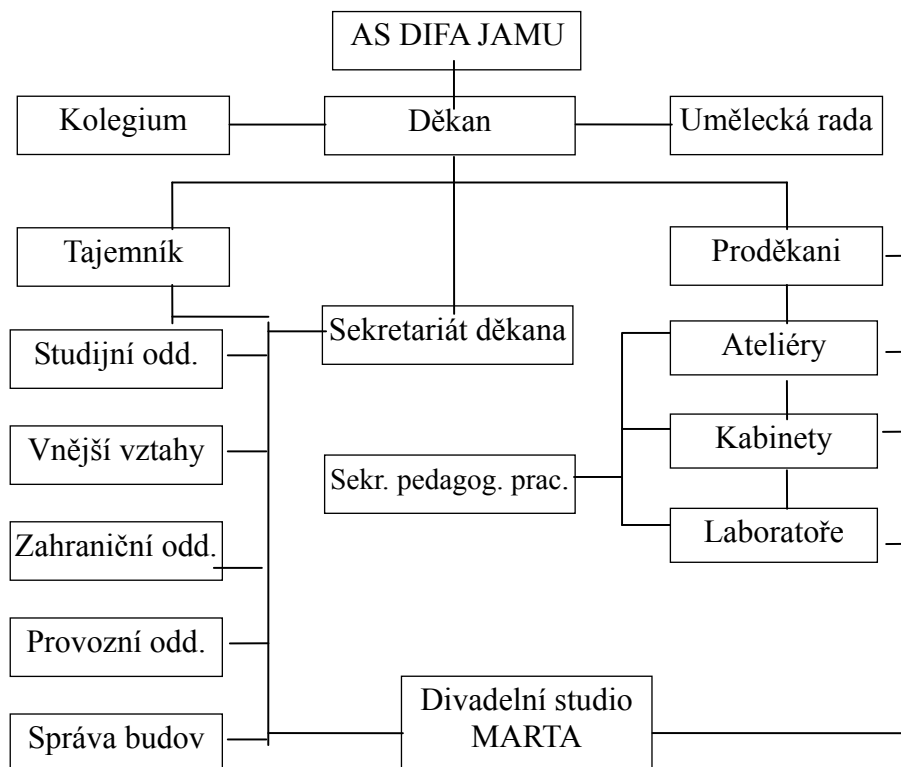 AS DIFA JAMU
Kolegium
Děkan
Umělecká rada
Tajemník
Proděkani
Sekretariát děkana
Studijní odd.
Ateliéry
Vnější vztahy
Kabinety
Sekr. pedagog. prac.
Zahraniční odd.
Laboratoře
Provozní odd.
Divadelní studio
MARTA
Správa budov